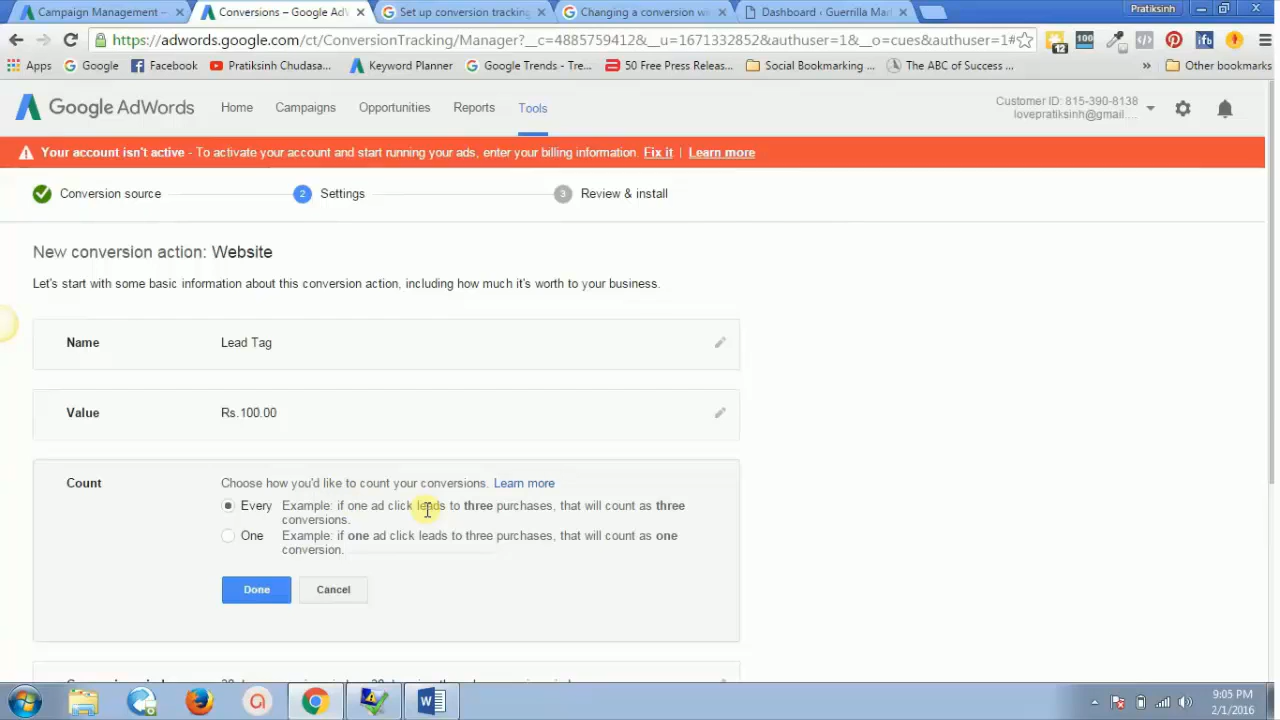 Campaign Management –
Conversions – Google Ad
Set up conversion tracking
Changing a conversion wi
Dashboard ‹ Guerrilla Mar
Pratiksinh
https://adwords.google.com/ct/ConversionTracking/Manager?__c=4885759412&__u=1671332852&authuser=1&__o=cues&authuser=1#
12
100
ifb
Apps
Google
Facebook
Pratiksinh Chudasa...
Keyword Planner
Google Trends - Tre...
50 Free Press Releas...
Social Bookmarking ...
The ABC of Success ...
»
Other bookmarks
Google AdWords
Home
Campaigns
Opportunities
Reports
Tools
Customer ID: 815-390-8138
lovepratiksinh@gmail....
Your account isn't active - To activate your account and start running your ads, enter your billing information. Fix it | Learn more
Conversion source
2 Settings
3 Review & install
New conversion action: Website
Let's start with some basic information about this conversion action, including how much it's worth to your business.
Name Lead Tag
Value Rs.100.00
Count Choose how you'd like to count your conversions. Learn more
Every Example: if one ad click leads to three purchases, that will count as three
conversions.
One Example: if one ad click leads to three purchases, that will count as one
conversion.
Done Cancel
9:05 PM
2/1/2016